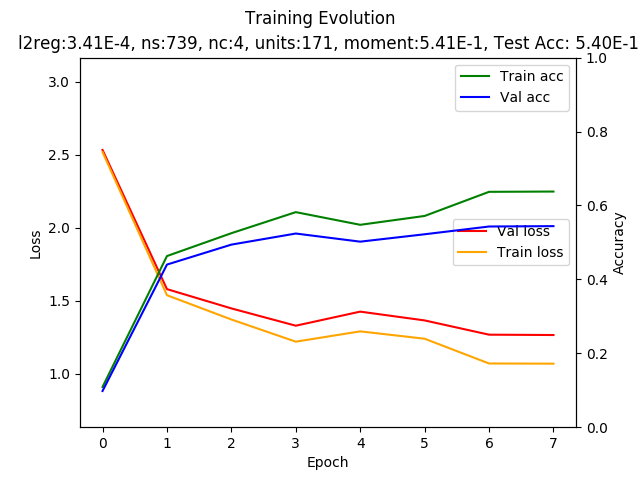 Training Evolution
l2reg:3.41E-4, ns:739, nc:4, units:171, moment:5.41E-1, Test Acc: 5.40E-1
Train acc
Val acc
Val loss
Train loss
3.0
2.5
2.0
1.5
1.0
Loss
1.0
0.8
0.6
0.4
0.2
0.0
Accuracy
0 1 2 3 4 5 6 7
Epoch